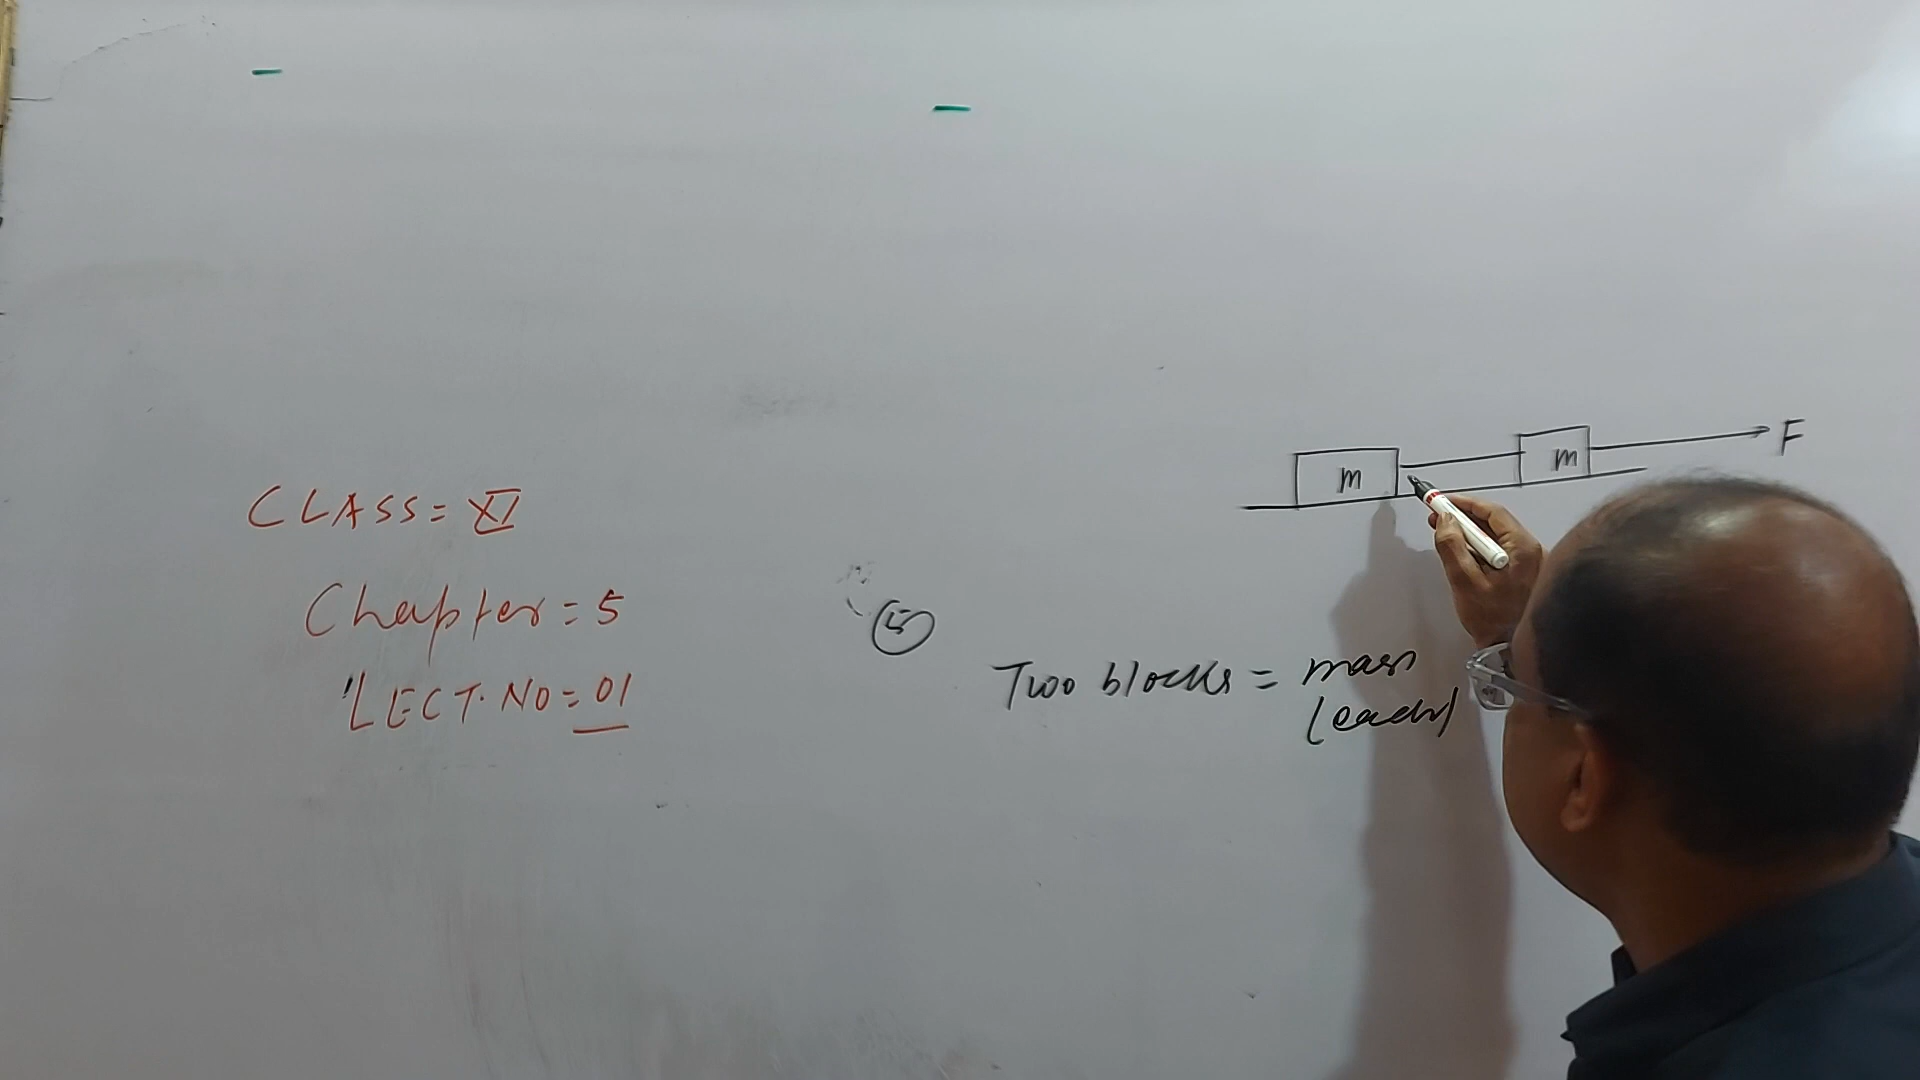 CLASS = XI
Chapter = 5
LECT. NO = 01
5
Two blocks = mass
(each)
m
m
F